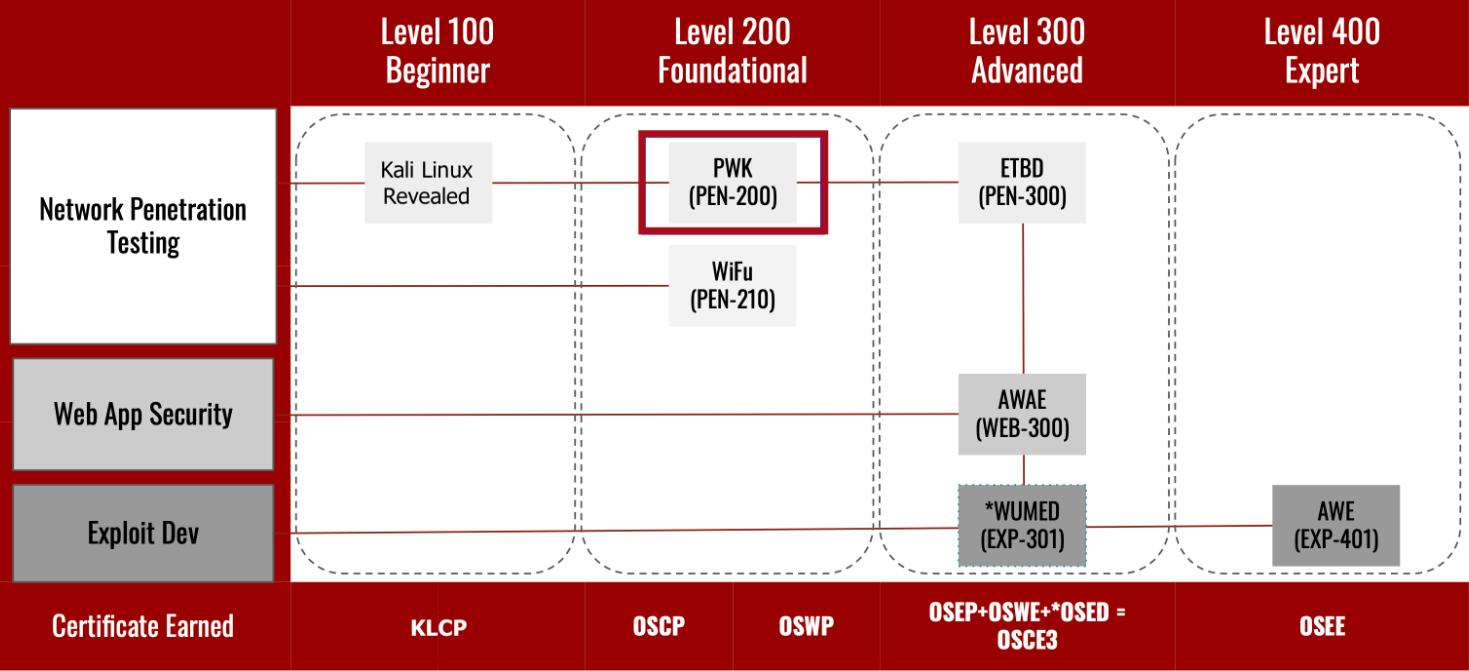 Level 100
Beginner
Level 200
Foundational
Level 300
Advanced
Level 400
Expert
Network Penetration
Testing
Kali Linux
Revealed
PWK
(PEN-200)
ETBD
(PEN-300)
WiFu
(PEN-210)
Web App Security
AWAE
(WEB-300)
Exploit Dev
*WUMED
(EXP-301)
AWE
(EXP-401)
Certificate Earned
KLCP
OSCP
OSWP
OSEP+OSWE+*OSED =
OSCE3
OSEE